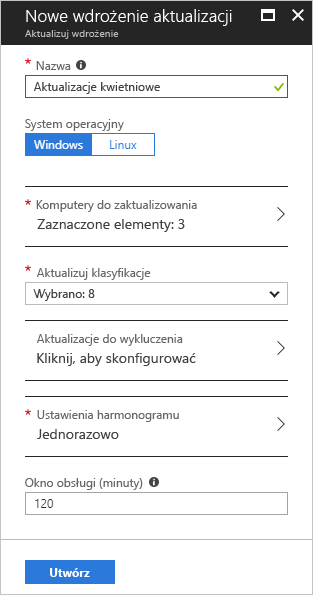 Nowe wdrożenie aktualizacji
Aktualizuj wdrożenie
* Nazwa
Aktualizacje kwietniowe
System operacyjny
Windows Linux
* Komputery do zaktualizowania
Zaznaczone elementy: 3
* Aktualizuj klasyfikacje
Wybrano: 8
Aktualizacje do wykluczenia
Kliknij, aby skonfigurować
* Ustawienia harmonogramu
Jednorazowo
Okno obsługi (minuty)
120
Utwórz